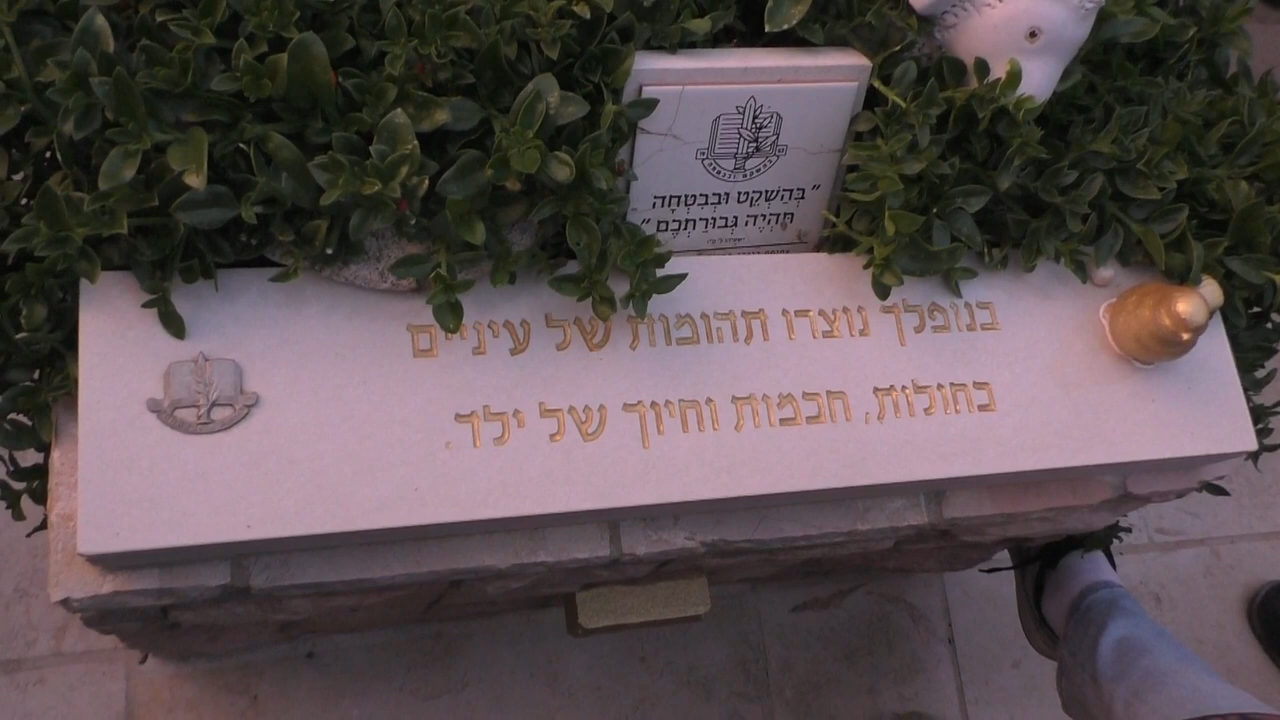 "בְּהַשְׁקֵט וּבְבִטְחָה
תִּהְיֶה גְּבוּרַתְכֶם"
בנופלך נוצרו תהומות של עיניים
כחולות, חכמות וחיוך של ילד.